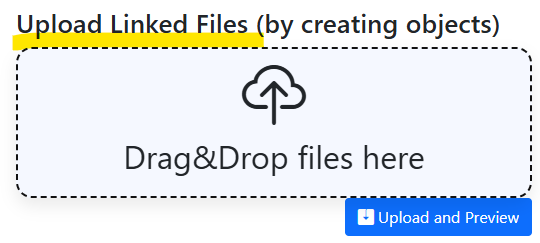 Upload Linked Files (by creating objects)
Drag&Drop files here
Upload and Preview